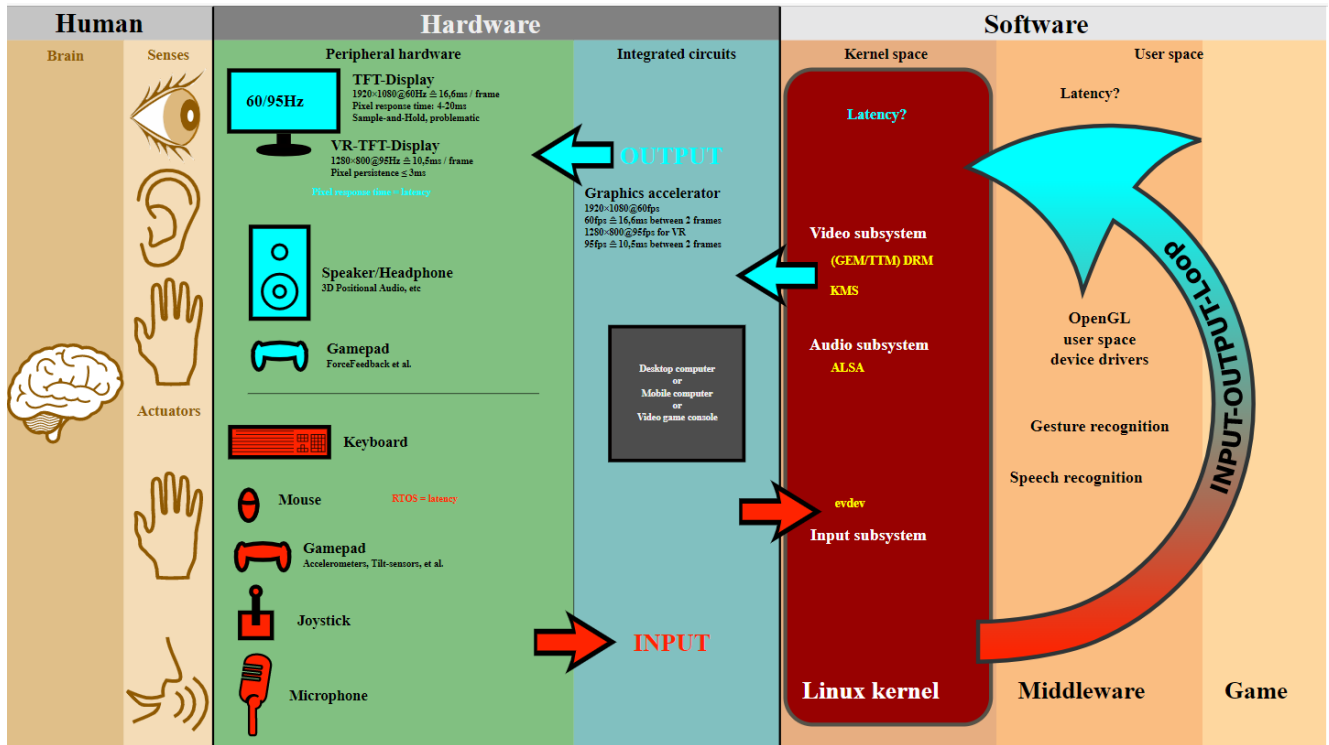 Human
Hardware
Software
Brain
Senses
Peripheral hardware
Integrated circuits
Kernel space
User space
60/95Hz
TFT-Display
1920×1080@60Hz ≙ 16,6ms / frame
Pixel response time: 4-20ms
Sample-and-Hold, problematic
VR-TFT-Display
1280×800@95Hz ≙ 10,5ms / frame
Pixel persistence ≤ 3ms
Pixel response time = latency
Speaker/Headphone
3D Positional Audio, etc
Gamepad
ForceFeedback et al.
Actuators
Keyboard
Mouse
RTOS = latency
Gamepad
Accelerometers, Tilt-sensors, et al.
Joystick
Microphone
OUTPUT
Graphics accelerator
1920×1080@60fps
60fps ≙ 16,6ms between 2 frames
1280×800@95fps for VR
95fps ≙ 10,5ms between 2 frames
Desktop computer
or
Mobile computer
or
Video game console
INPUT
Latency?
Video subsystem
(GEM/TTM) DRM
KMS
Audio subsystem
ALSA
evdev
Input subsystem
Linux kernel
Latency?
OpenGL
user space
device drivers
Gesture recognition
Speech recognition
Middleware
INPUT-OUTPUT-Loop
Game